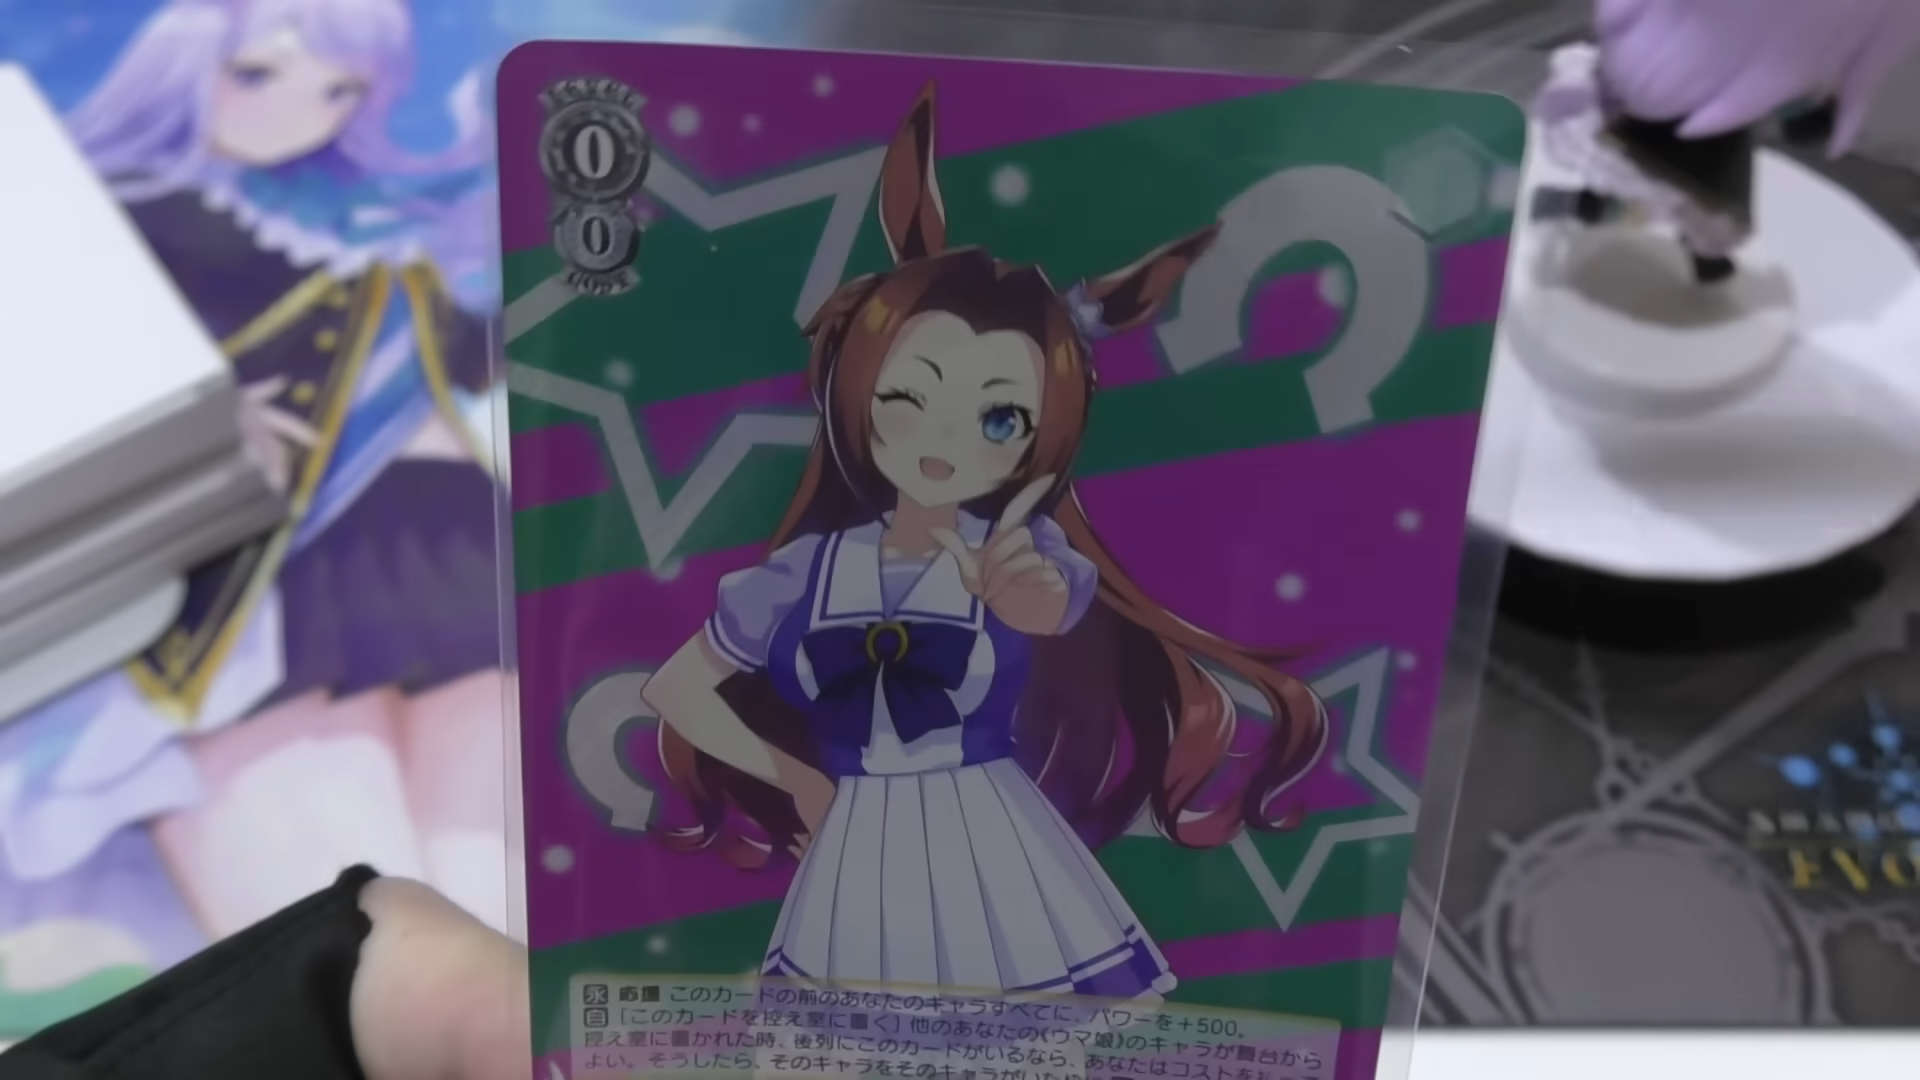 LEVEL
0
0
COST
永 応援 このカードの前のあなたのキャラすべてに、パワーを+500。
自［このカードを控え室に置く］他のあなたの《ウマ娘》のキャラが舞台から
控え室に置かれた時、後列にこのカードがいるなら、あなたはコストを払って
よい。そうしたら、そのキャラをそのキャラがいた枠に
EVO